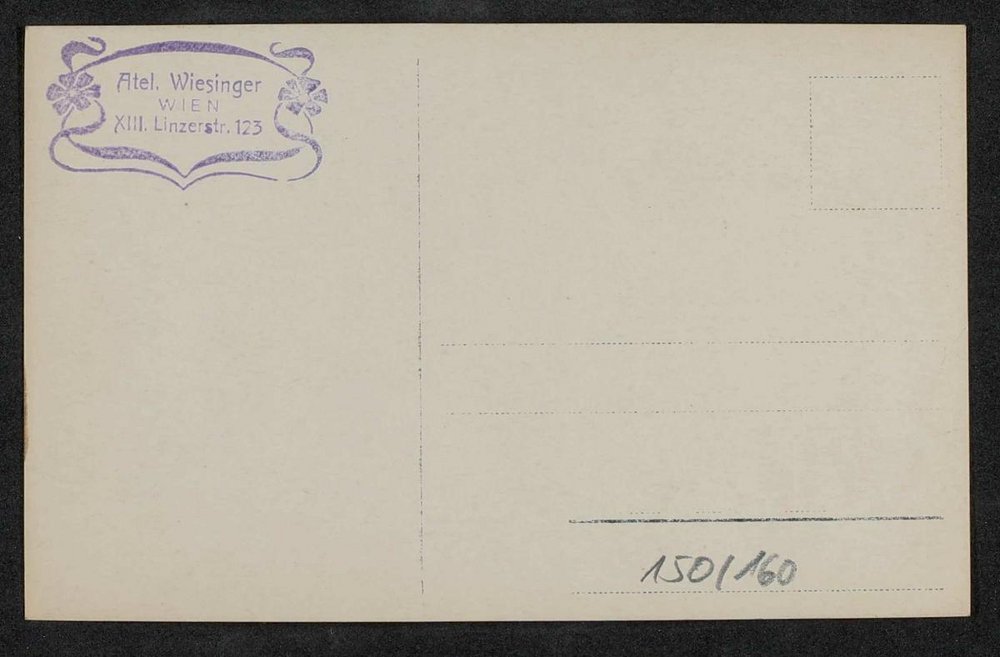 Atel. Wiesinger
WIEN
XIII. Linzerstr. 123
150/160